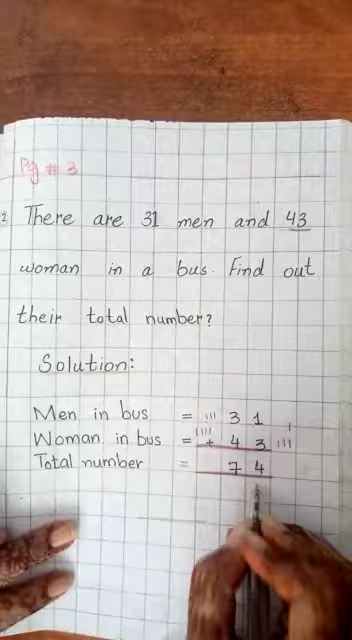 Pg # 3
2 There are 31 men and 43
woman in a bus. Find out
their total number?
Solution:
Men in bus = ||| 3 1 |
Woman in bus = |||| + 4 3 |||
Total number = 7 4